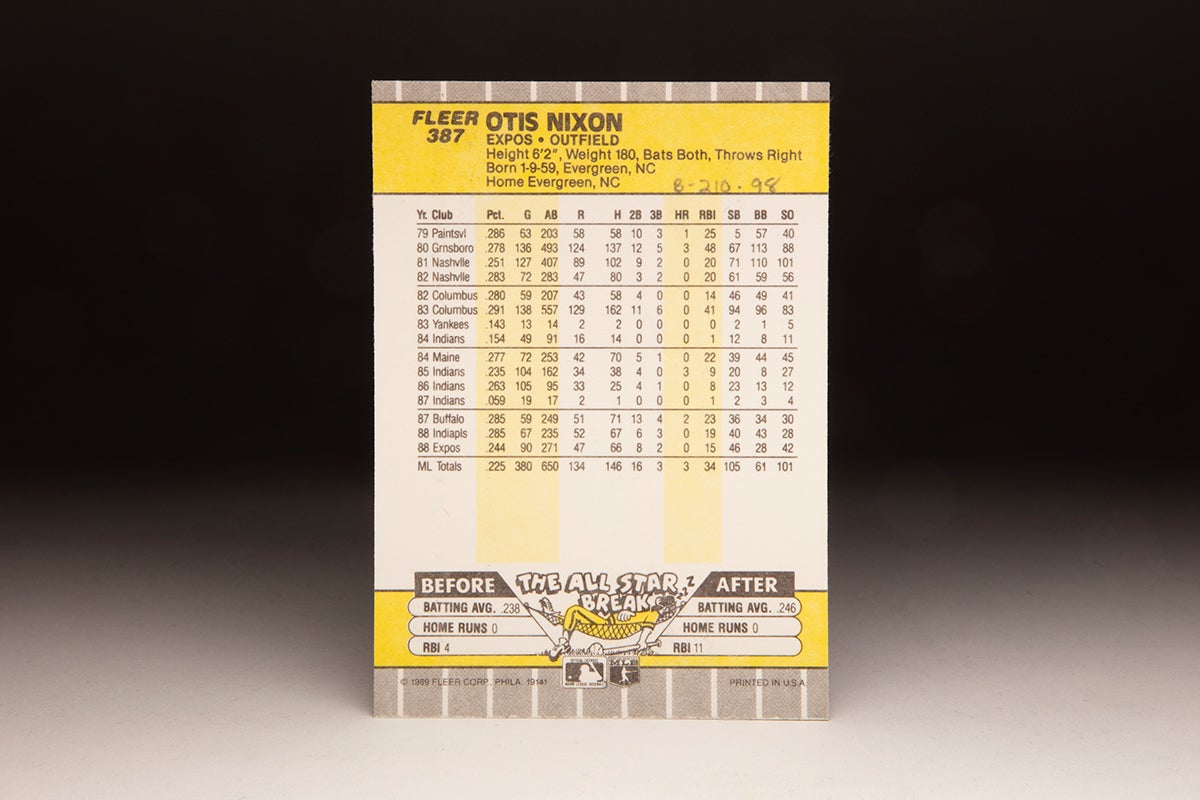 FLEER
387
OTIS NIXON
EXPOS • OUTFIELD
Height 6'2", Weight 180, Bats Both, Throws Right
Born 1-9-59, Evergreen, NC
Home Evergreen, NC
8-210-98
Yr. Club Pct. G AB R H 2B 3B HR RBI SB BB SO
79 Paintsvl .286 63 203 58 58 10 3 1 25 5 57 40
80 Grnsboro .278 136 493 124 137 12 5 3 48 67 113 88
81 Nashvlle .251 127 407 89 102 9 2 0 20 71 110 101
82 Nashvlle .283 72 283 47 80 3 2 0 20 61 59 56
82 Columbus .280 59 207 43 58 4 0 0 14 46 49 41
83 Columbus .291 138 557 129 162 11 6 0 41 94 96 83
83 Yankees .143 13 14 2 2 0 0 0 0 2 1 5
84 Indians .154 49 91 16 14 0 0 0 1 12 8 11
84 Maine .277 72 253 42 70 5 1 0 22 39 44 45
85 Indians .235 104 162 34 38 4 0 3 9 20 8 27
86 Indians .263 105 95 33 25 4 1 0 8 23 13 12
87 Indians .059 19 17 2 1 0 0 0 1 2 3 4
87 Buffalo .285 59 249 51 71 13 4 2 23 36 34 30
88 Indiapls .285 67 235 52 67 6 3 0 19 40 43 28
88 Expos .244 90 271 47 66 8 2 0 15 46 28 42
ML Totals .225 380 650 134 146 16 3 3 34 105 61 101
BEFORE THE ALL STAR BREAK AFTER
BATTING AVG. .238 BATTING AVG. .246
HOME RUNS 0 HOME RUNS 0
RBI 4 RBI 11
© 1989 FLEER CORP. PHILA. 19141 PRINTED IN U.S.A.